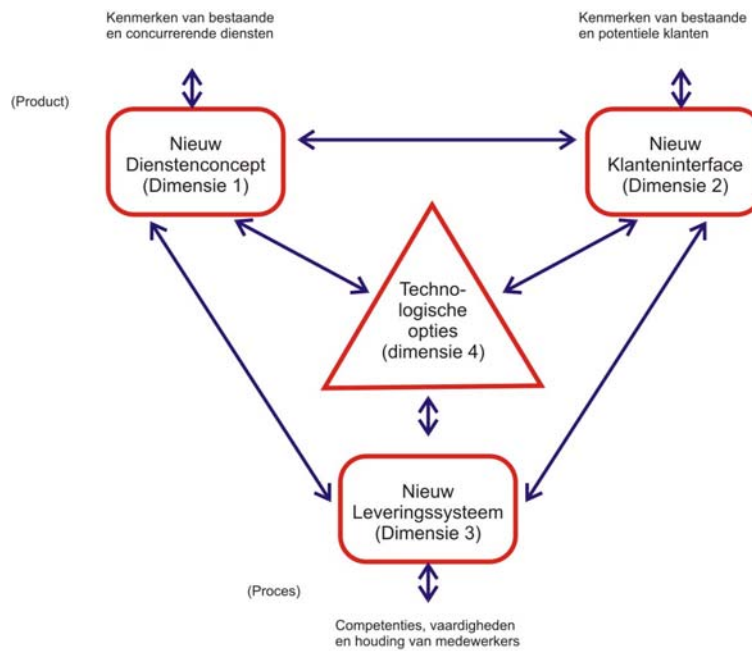 Kenmerken van bestaande
en concurrerende diensten
Kenmerken van bestaande
en potentiele klanten
(Product)
Nieuw
Dienstenconcept
(Dimensie 1)
Nieuw
Klanteninterface
(Dimensie 2)
Techno-
logische
opties
(dimensie 4)
Nieuw
Leveringssysteem
(Dimensie 3)
(Proces)
Competenties, vaardigheden
en houding van medewerkers